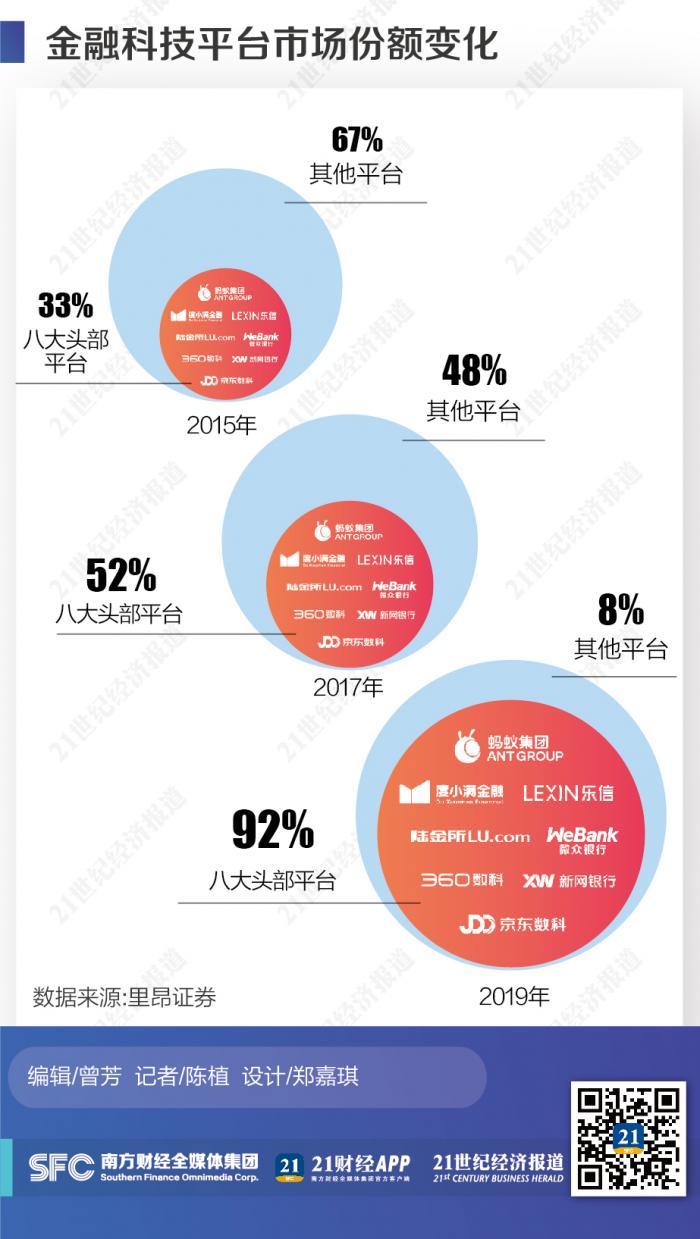 金融科技平台市场份额变化
67%
其他平台
33%
八大头部
平台
蚂蚁集团
ANT GROUP
度小满金融
LEXIN乐信
陆金所LU.com
WeBank
微众银行
360数科
XW 新网银行
JDD 京东数科
2015年
48%
其他平台
52%
八大头部平台
蚂蚁集团
ANT GROUP
度小满金融
Du Xiaoman Financial
LEXIN乐信
陆金所LU.com
WeBank
微众银行
360数科
XW 新网银行
JDD 京东数科
2017年
8%
其他平台
92%
八大头部平台
蚂蚁集团
ANT GROUP
度小满金融
Du Xiaoman Financial
LEXIN乐信
陆金所LU.com
WeBank
微众银行
360数科
XW 新网银行
JDD 京东数科
2019年
数据来源:里昂证券
编辑/曾芳 记者/陈植 设计/郑嘉琪
SFC 南方财经全媒体集团
Southern Finance Omnimedia Corp.
21 21财经APP
南方财经全媒体集团官方客户端
21世纪经济报道
21st CENTURY BUSINESS HERALD
21
21世纪经济报道